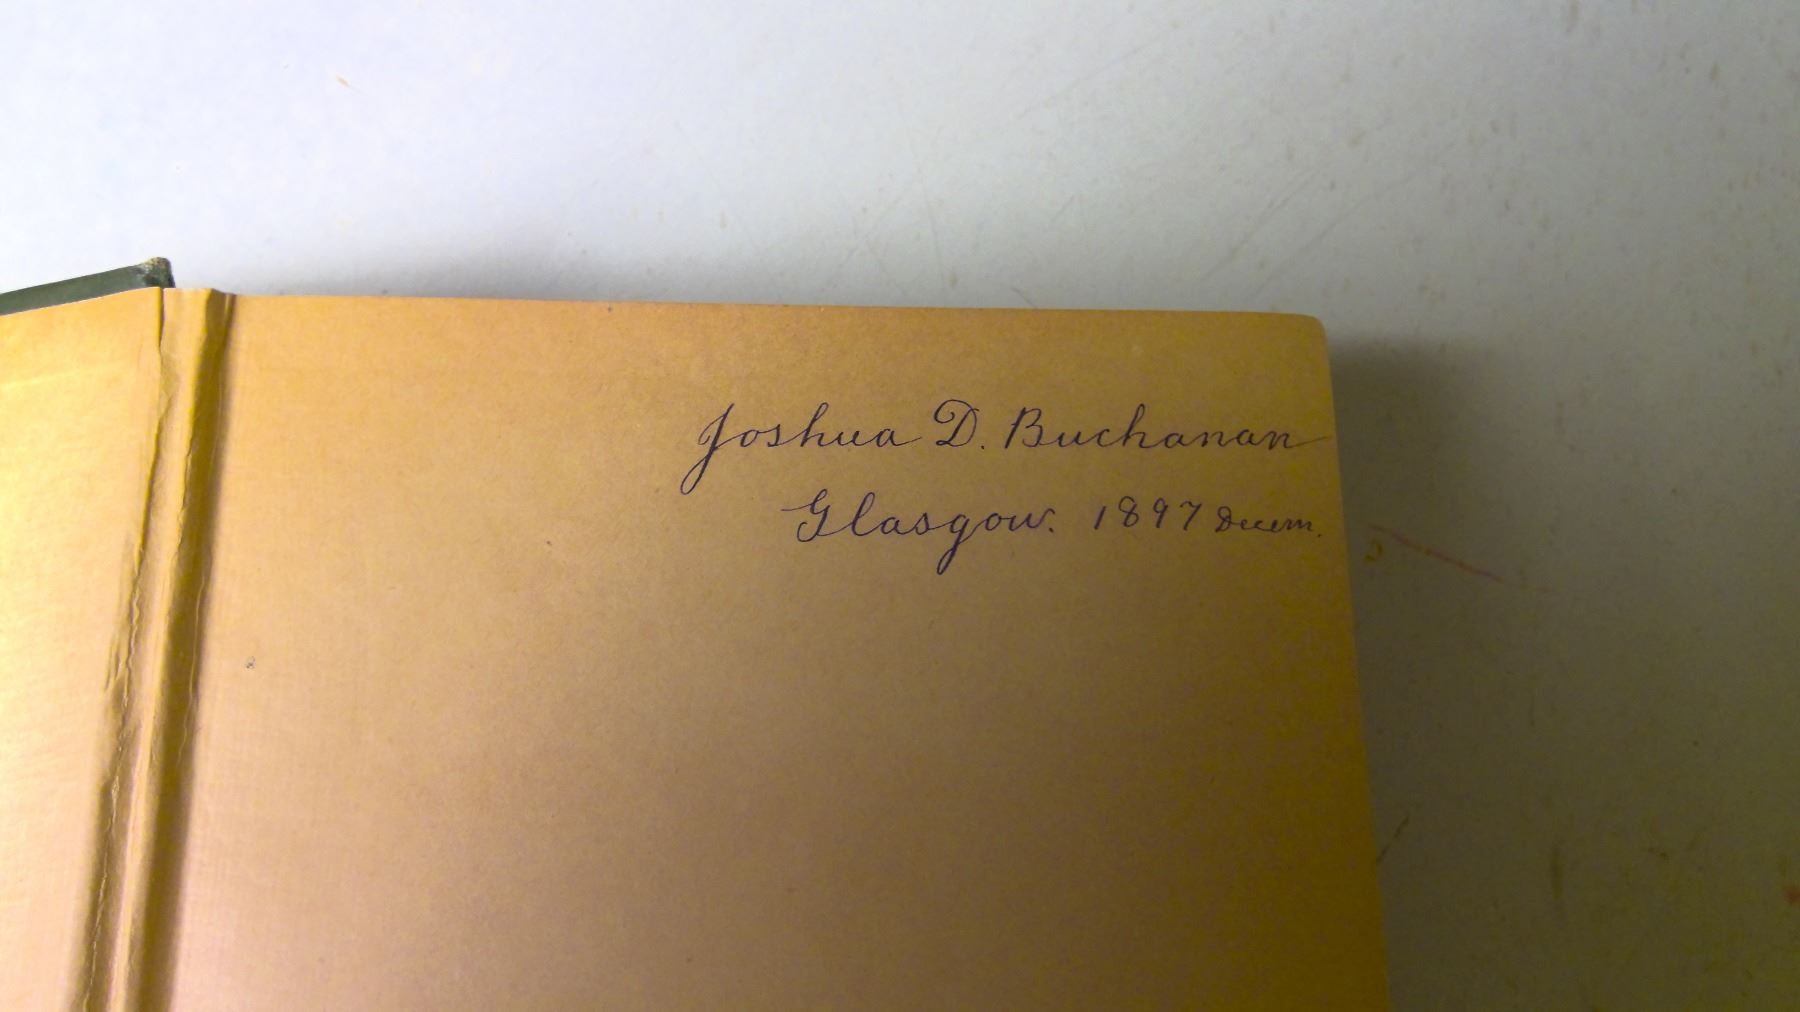 Joshua D. Buchanan
Glasgow. 1897 Decem.